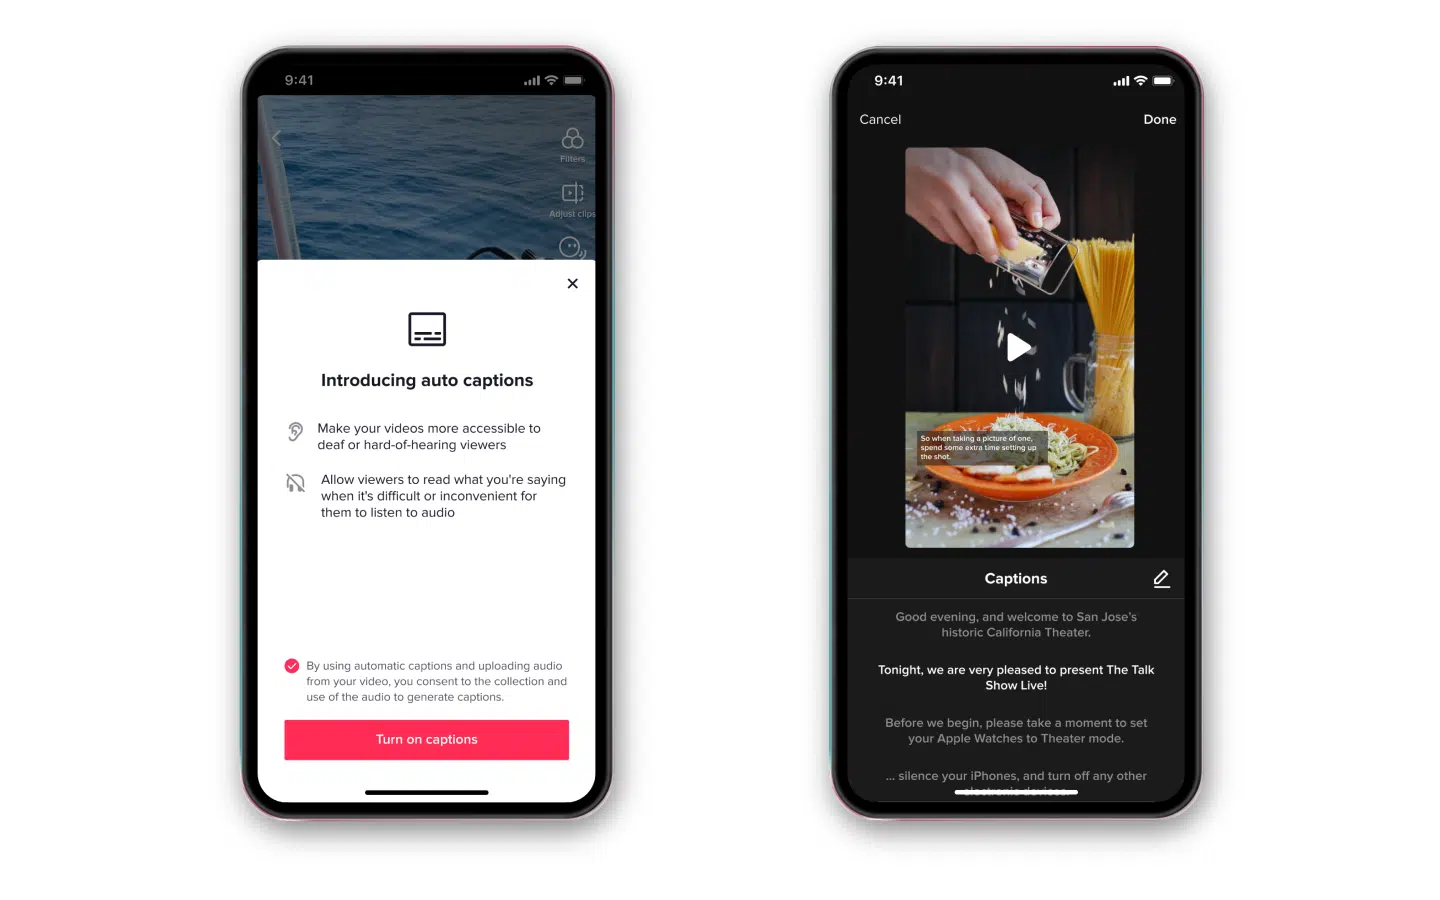 9:41
Filters
Adjust clips
Introducing auto captions
Make your videos more accessible to
deaf or hard-of-hearing viewers
Allow viewers to read what you're saying
when it's difficult or inconvenient for
them to listen to audio
By using automatic captions and uploading audio
from your video, you consent to the collection and
use of the audio to generate captions.
Turn on captions
9:41
Cancel
Done
So when taking a picture of one,
spend some extra time setting up
the shot.
Captions
Good evening, and welcome to San Jose's
historic California Theater.
Tonight, we are very pleased to present The Talk
Show Live!
Before we begin, please take a moment to set
your Apple Watches to Theater mode.
... silence your iPhones, and turn off any other
electronic devices.